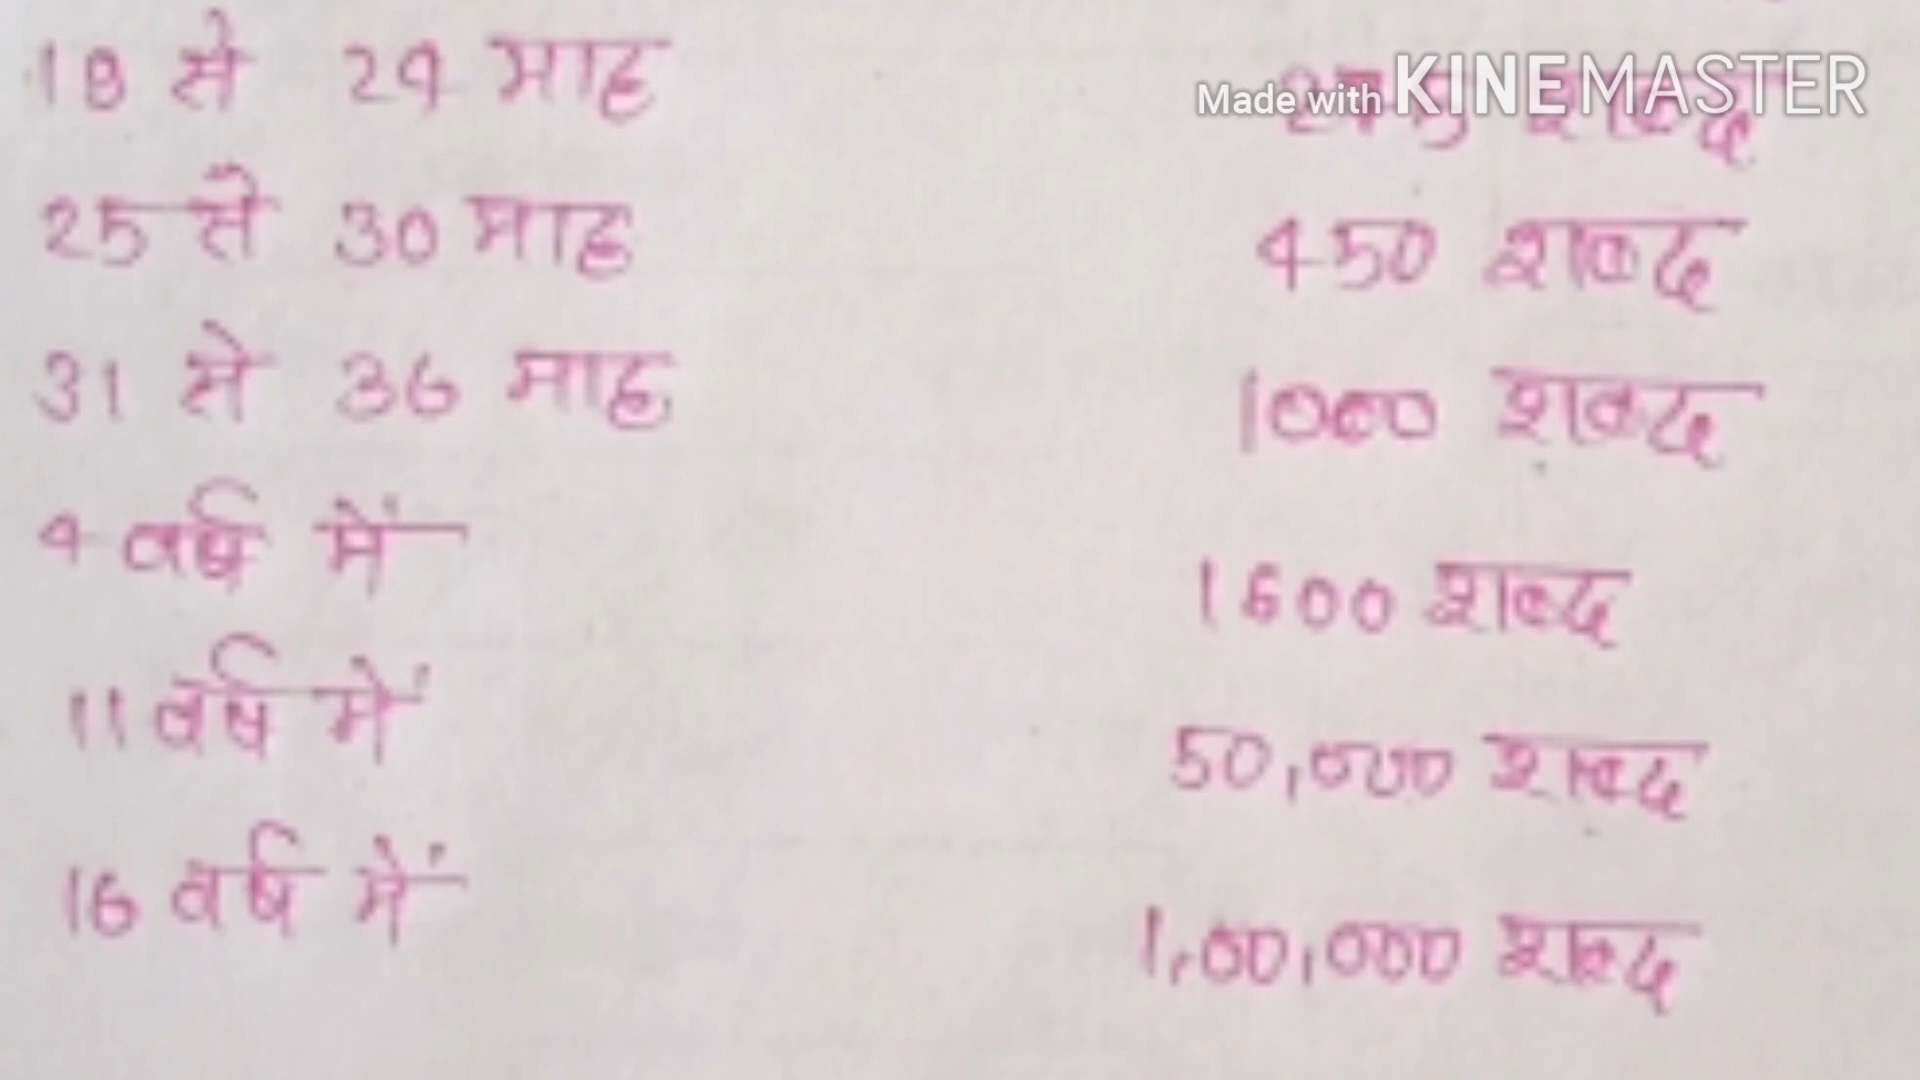 18 से 24 माह
Made with KINEMASTER
शब्द
25 से 30 माह 450 शब्द
31 से 36 माह 1000 शब्द
4 वर्ष में 1600 शब्द
11 वर्ष में 50,000 शब्द
16 वर्ष में 1,00,000 शब्द